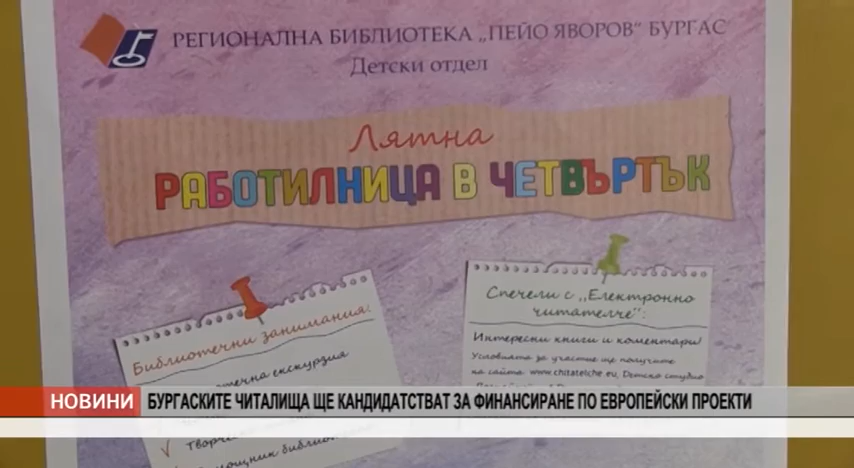 РЕГИОНАЛНА БИБЛИОТЕКА „ПЕЙО ЯВОРОВ“ БУРГАС
Детски отдел
Лятна
РАБОТИЛНИЦА В ЧЕТВЪРТЪК
Библиотечни занимания:
екскурзия
Спечели с „Електронно
читателче“:
Интересни книги и коментари!
Условията за участие ще получите
на сайта www.chitatelche.eu, Детско студио
НОВИНИ
БУРГАСКИТЕ ЧИТАЛИЩА ЩЕ КАНДИДАТСТВАТ ЗА ФИНАНСИРАНЕ ПО ЕВРОПЕЙСКИ ПРОЕКТИ